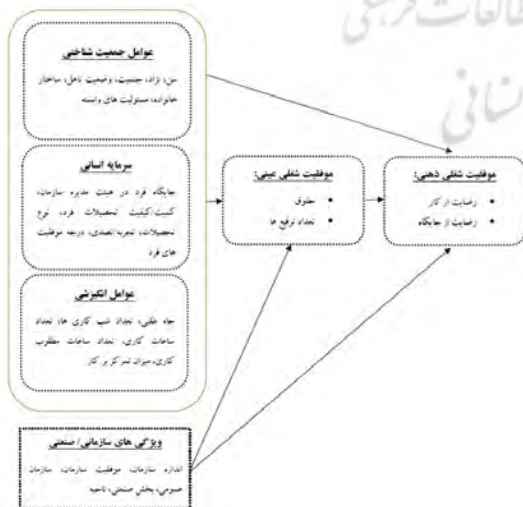 عوامل جمعیت شناختی
سن، نژاد، جنسیت، وضعیت تاهل، ساختار
خانواده، مسئولیت های وابسته
سرمایه انسانی
جایگاه فرد در هیئت مدیره سازمان،
کمیت/کیفیت تحصیلات فرد، نوع
تحصیلات، تجربه/تصدی، درجه موفقیت
های فرد
عوامل انگیزشی
جاه طلبی، تعداد شب کاری ها، تعداد
ساعات کاری، تعداد ساعات مطلوب
کاری، میزان تمرکز بر کار
ویژگی های سازمانی/ صنعتی
اندازه سازمان، موفقیت سازمان، سازمان
عمومی، بخش صنعتی، ناحیه
موفقیت شغلی عینی:
حقوق
تعداد ترفیع ها
موفقیت شغلی ذهنی:
رضایت از کار
رضایت از جایگاه